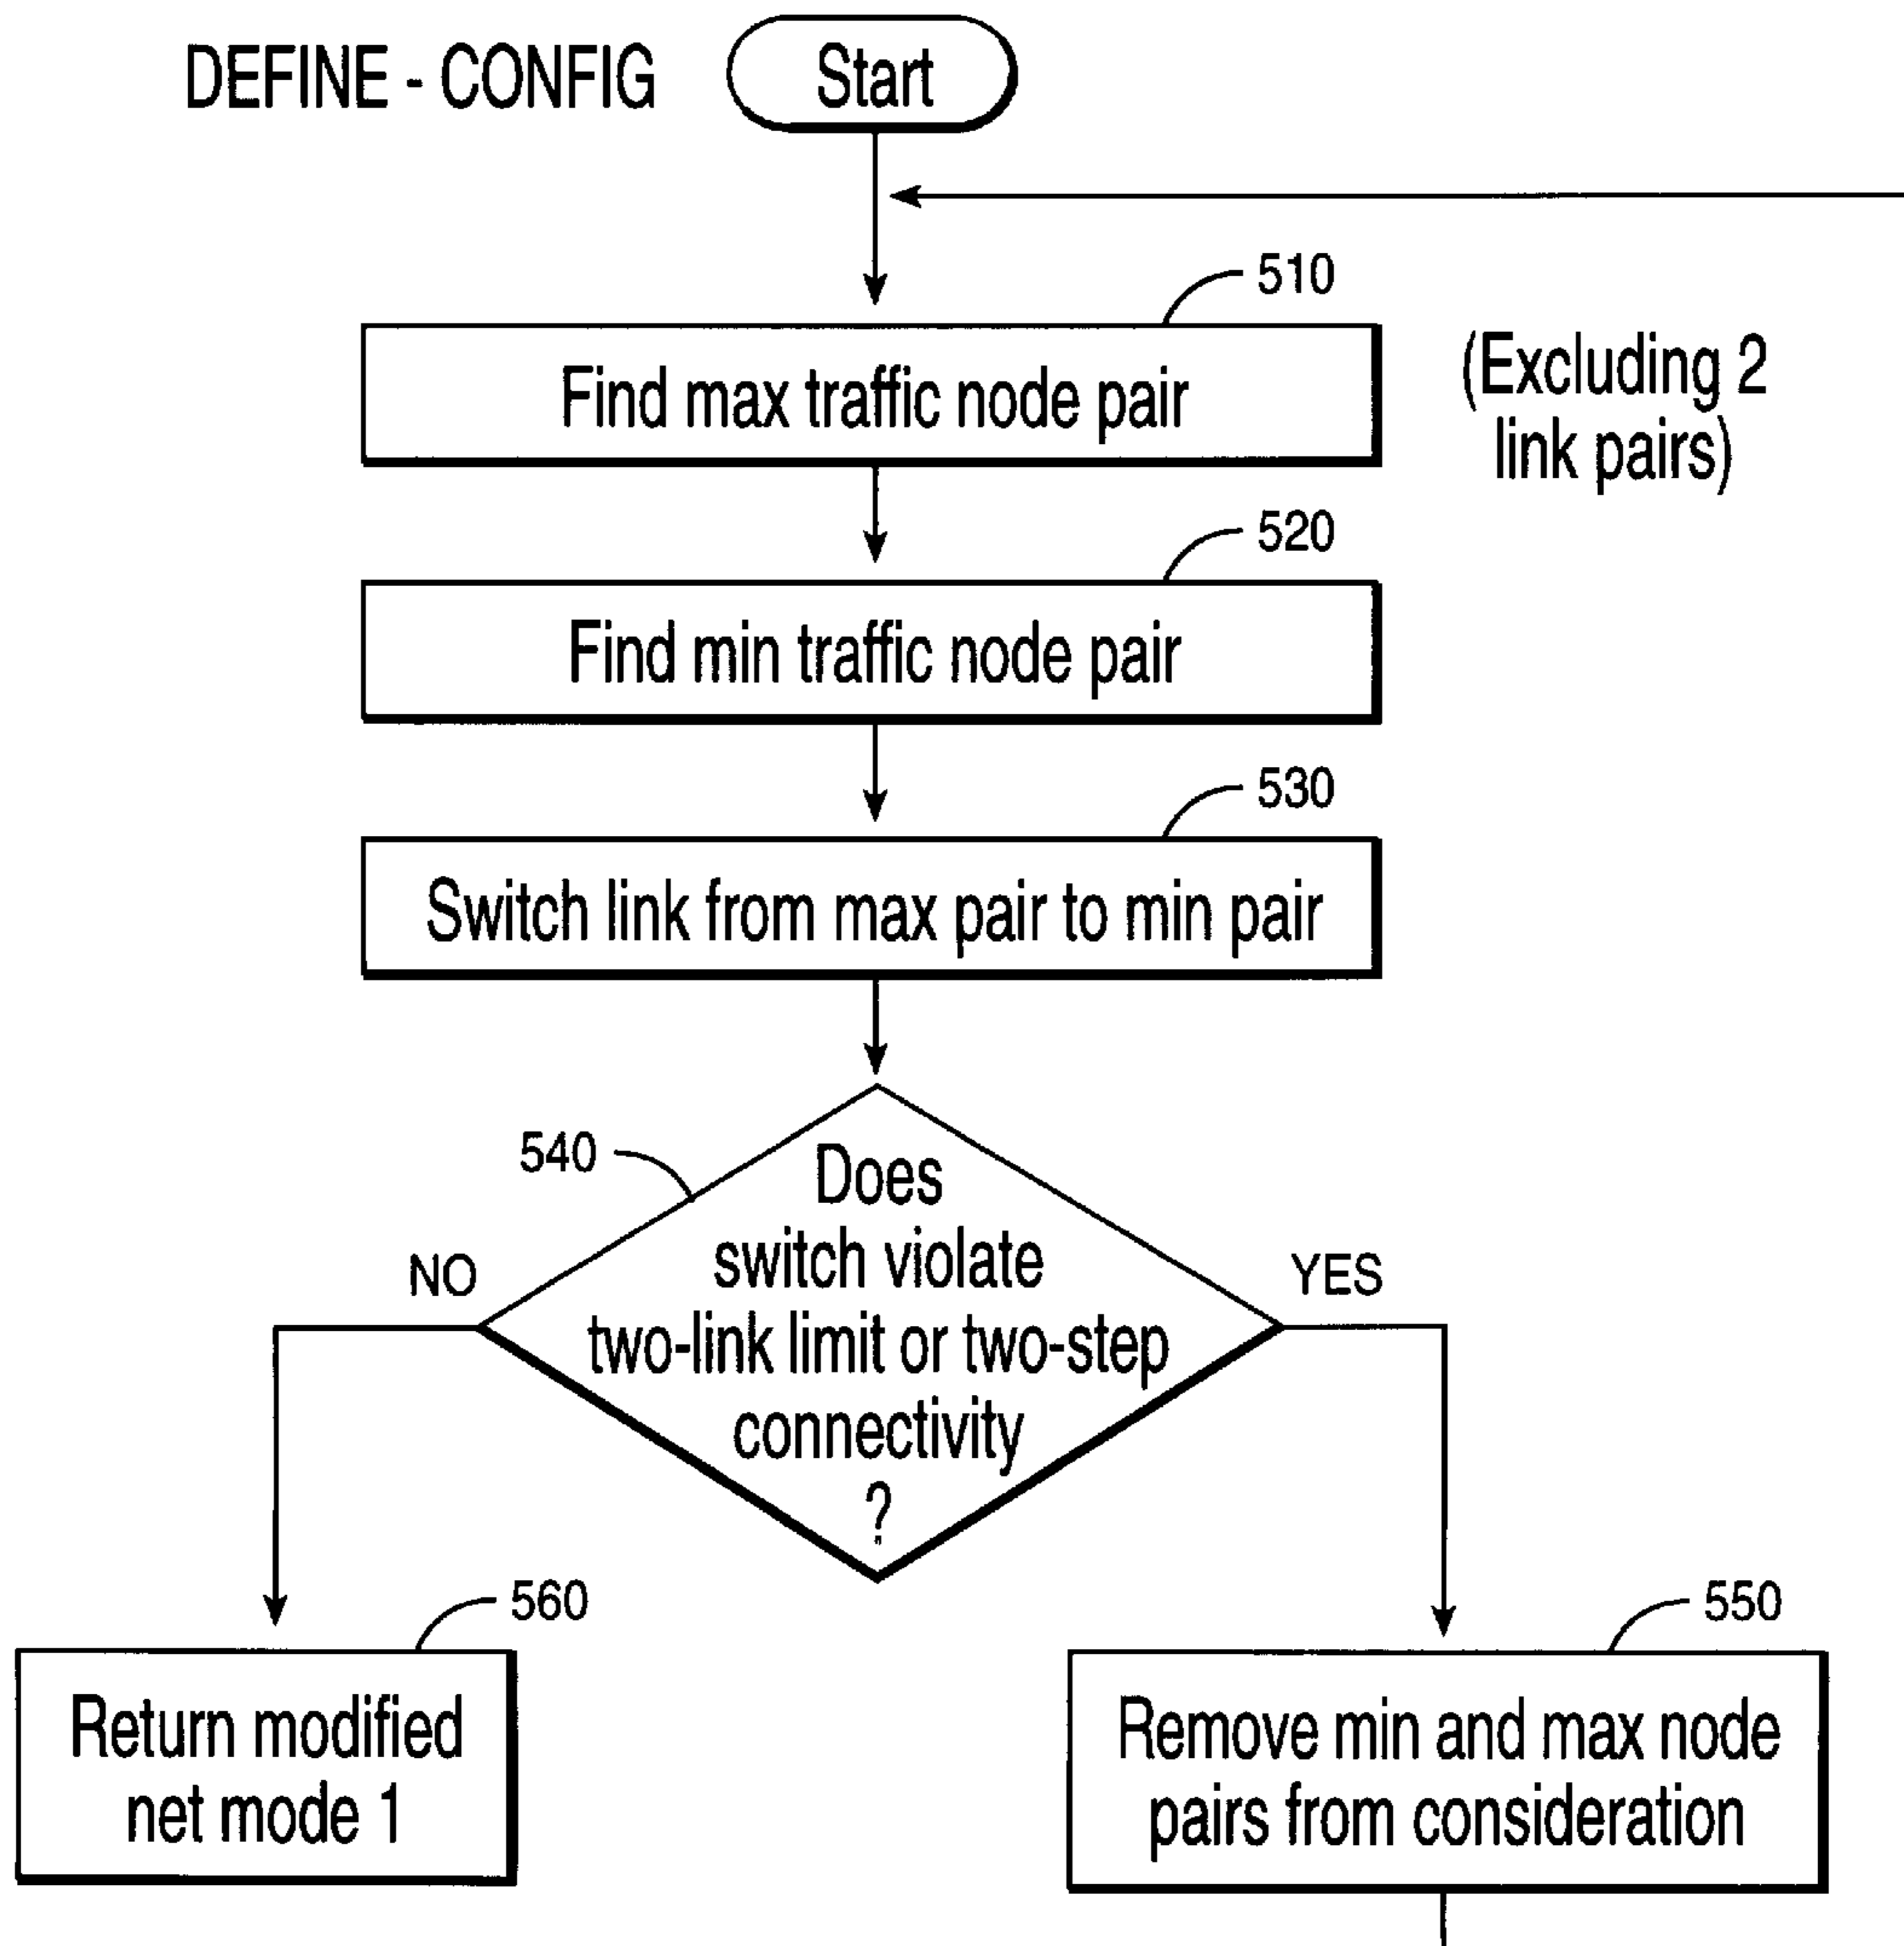 DEFINE - CONFIG
Start
510
Find max traffic node pair
(Excluding 2
link pairs)
520
Find min traffic node pair
530
Switch link from max pair to min pair
540
Does
switch violate
two-link limit or two-step
connectivity
?
NO
YES
560
Return modified
net mode 1
550
Remove min and max node
pairs from consideration